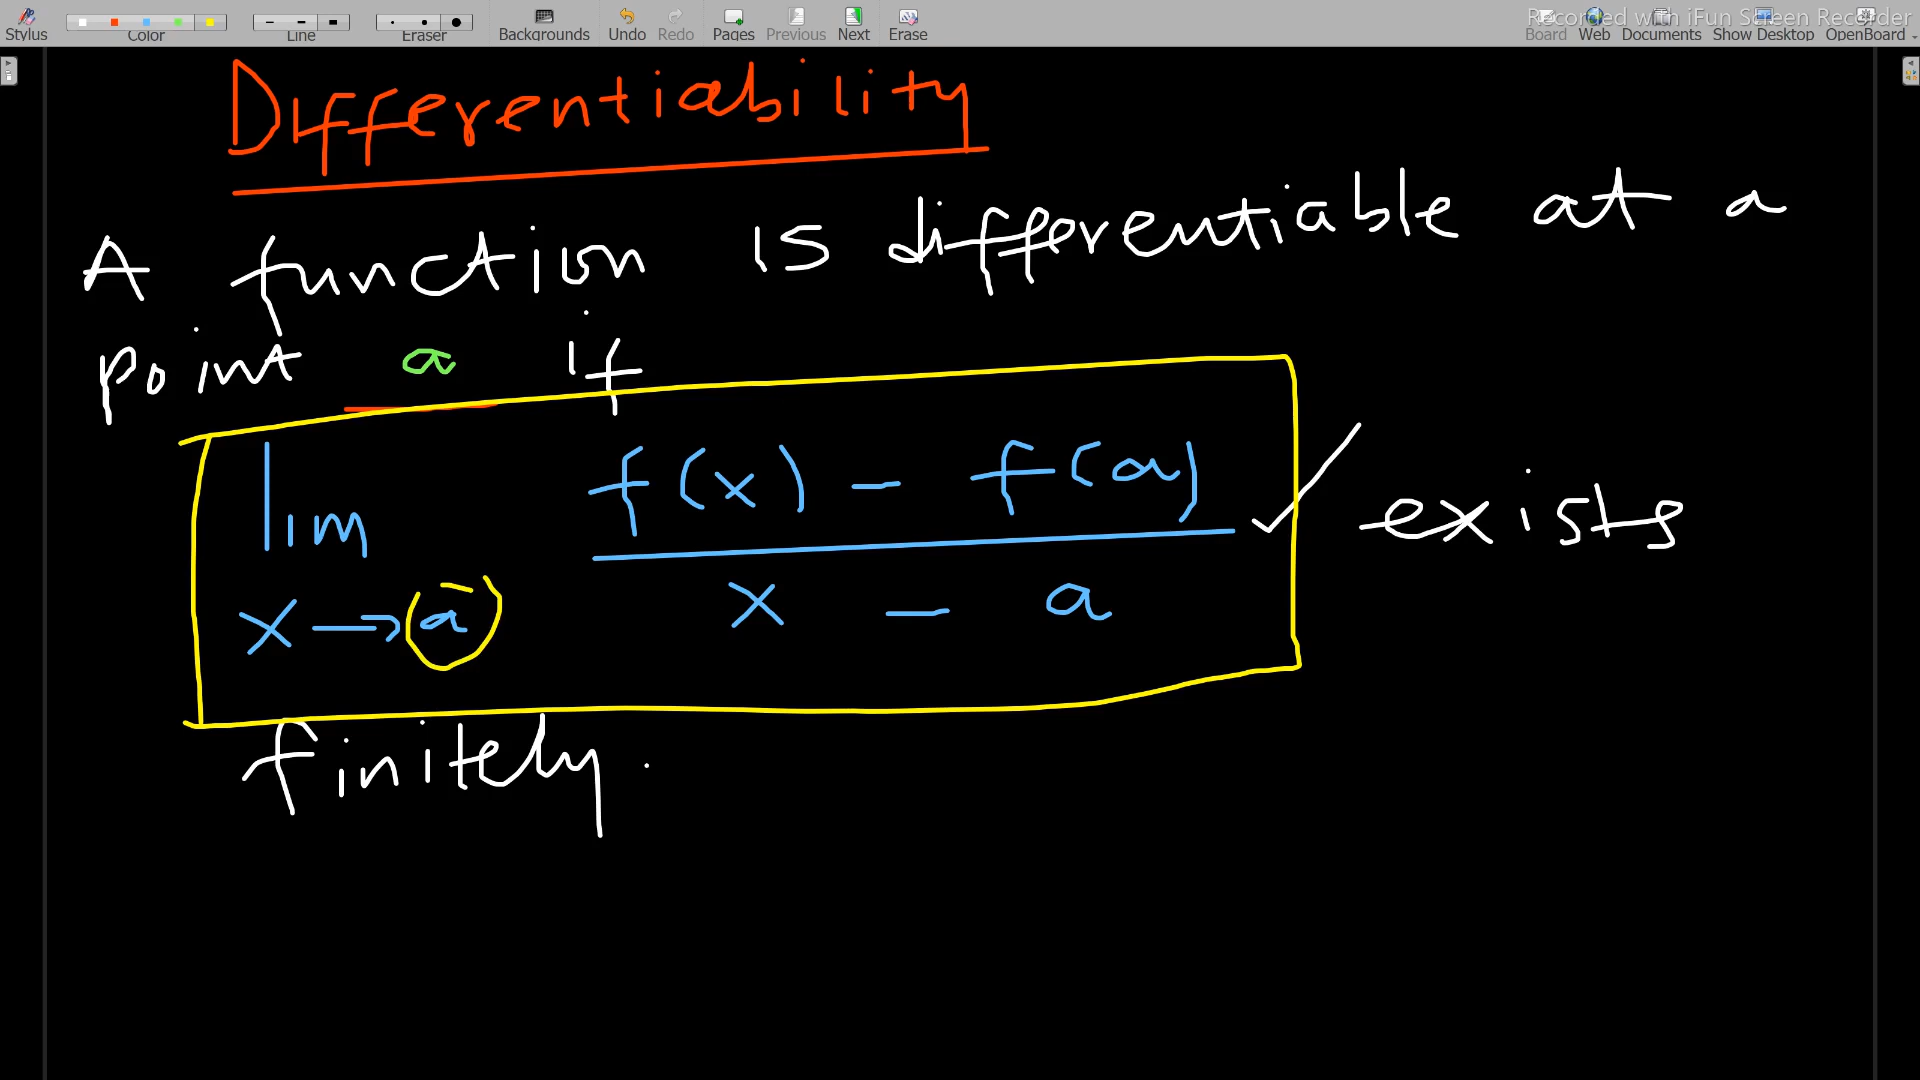 Recorded with iFun Screen Recorder
Stylus Color Line Eraser Backgrounds Undo Redo Pages Previous Next Erase Board Web Documents Show Desktop OpenBoard
Differentiability
A function is differentiable at a
point a if
lim f(x) - f(a) ✓ exists
x → a x - a
finitely.